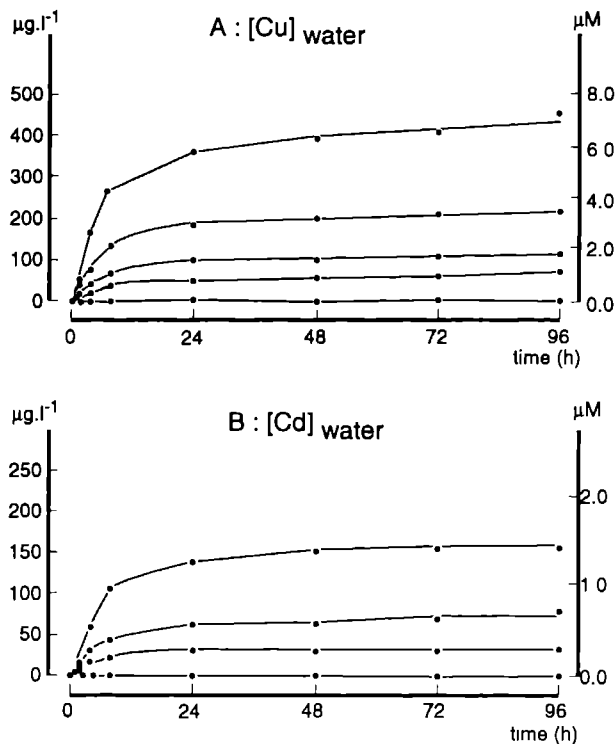 µg.l-1
A : [Cu] water
µM
500
400
300
200
100
0
8.0
6.0
4.0
2.0
0.0
0 24 48 72 96
time (h)
µg.l-1
B : [Cd] water
µM
250
200
150
100
50
0
2.0
1 0
0.0
0 24 48 72 96
time (h)